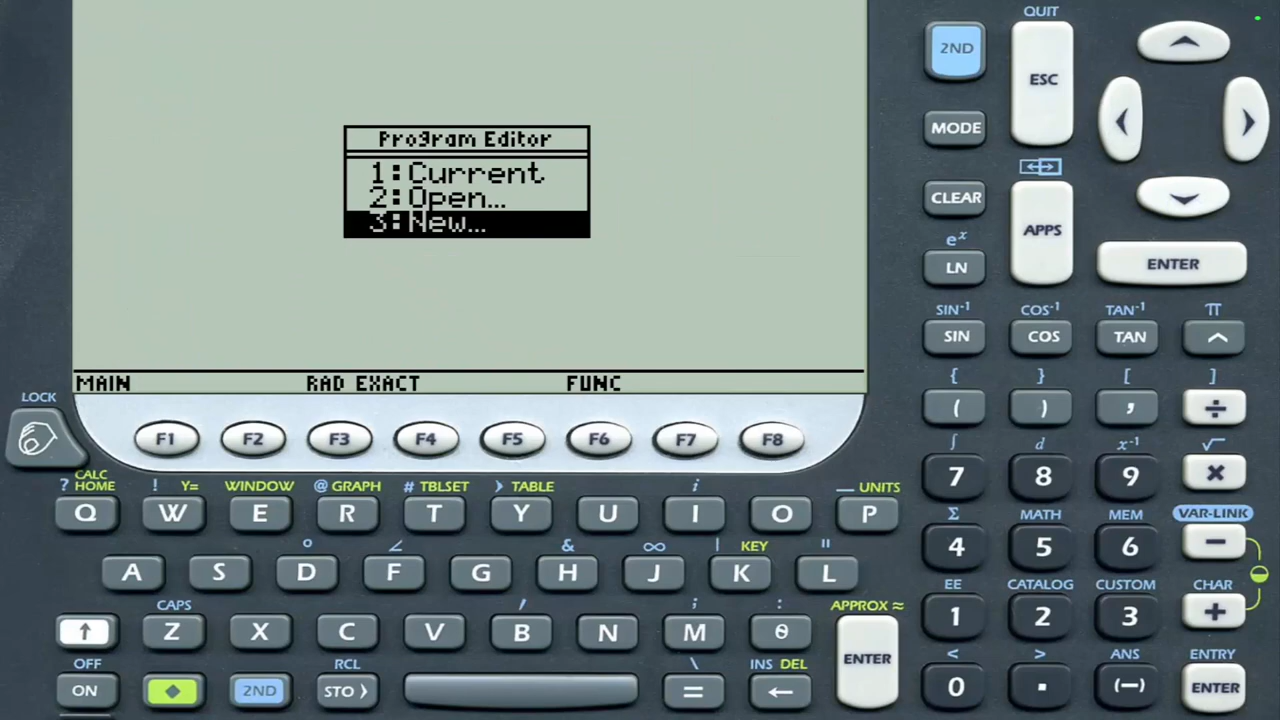 Program Editor
1:Current
2:Open...
3:New...
MAIN RAD EXACT FUNC
QUIT
2ND ESC
MODE
CLEAR APPS
eˣ
LN ENTER
SIN⁻¹ COS⁻¹ TAN⁻¹ π
SIN COS TAN ^
{ } [ ]
( ) , ÷
∫ d x⁻¹ √
7 8 9 ×
Σ MATH MEM VAR-LINK
4 5 6 −
EE CATALOG CUSTOM CHAR
1 2 3 +
< > ANS ENTRY
0 . (−) ENTER
LOCK
F1 F2 F3 F4 F5 F6 F7 F8
? CALC HOME ! Y= WINDOW @ GRAPH # TBLSET › TABLE i _ UNITS
Q W E R T Y U I O P
° ∠ & ∞ | KEY "
A S D F G H J K L
CAPS ' ; : APPROX ≈
↑ Z X C V B N M θ ENTER
OFF RCL \ INS DEL
ON ◆ 2ND STO › = ←